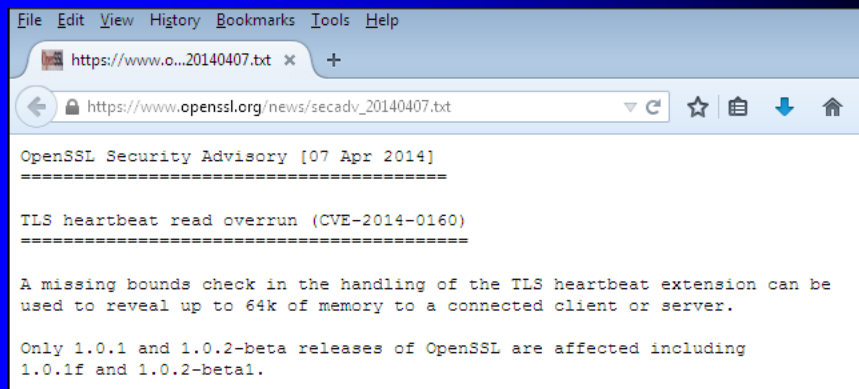 File Edit View History Bookmarks Tools Help
https://www.o...20140407.txt × +
https://www.openssl.org/news/secadv_20140407.txt
OpenSSL Security Advisory [07 Apr 2014]
========================================
TLS heartbeat read overrun (CVE-2014-0160)
==========================================
A missing bounds check in the handling of the TLS heartbeat extension can be
used to reveal up to 64k of memory to a connected client or server.
Only 1.0.1 and 1.0.2-beta releases of OpenSSL are affected including
1.0.1f and 1.0.2-beta1.